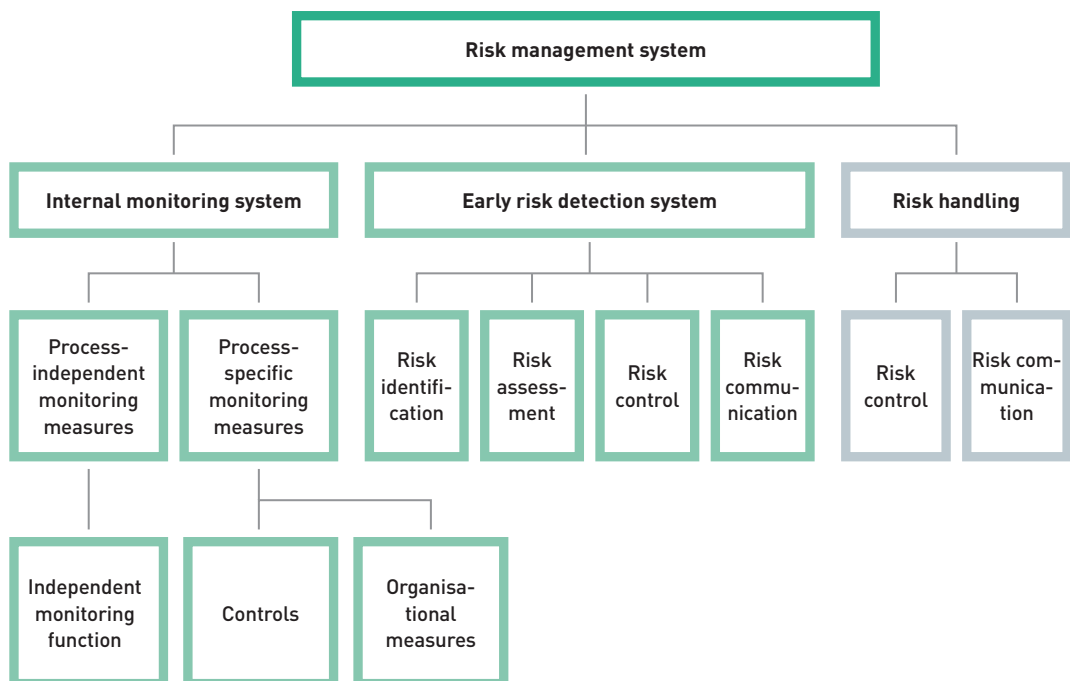 Risk management system
Internal monitoring system
Early risk detection system
Risk handling
Process-
independent
monitoring
measures
Process-
specific
monitoring
measures
Risk
identifi-
cation
Risk
assess-
ment
Risk
control
Risk
commu-
nication
Risk
control
Risk com-
munica-
tion
Independent
monitoring
function
Controls
Organisa-
tional
measures